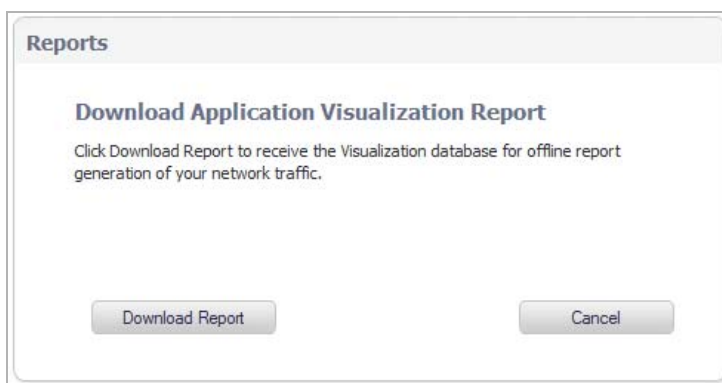 Reports
Download Application Visualization Report
Click Download Report to receive the Visualization database for offline report
generation of your network traffic.
Download Report
Cancel